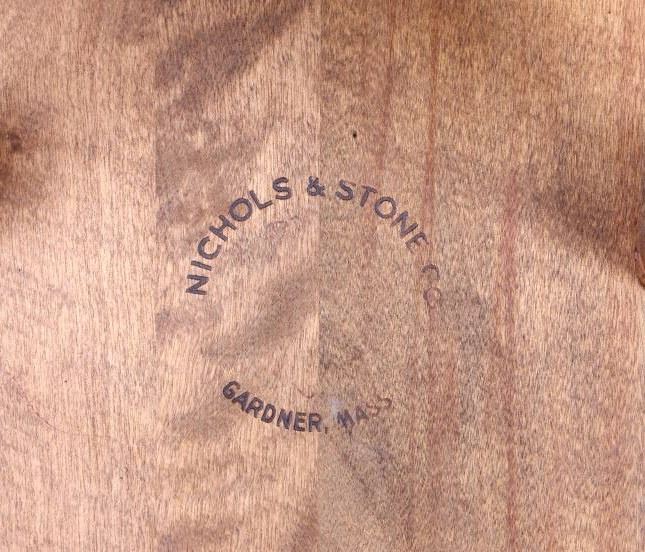 NICHOLS & STONE CO
GARDNER, MASS